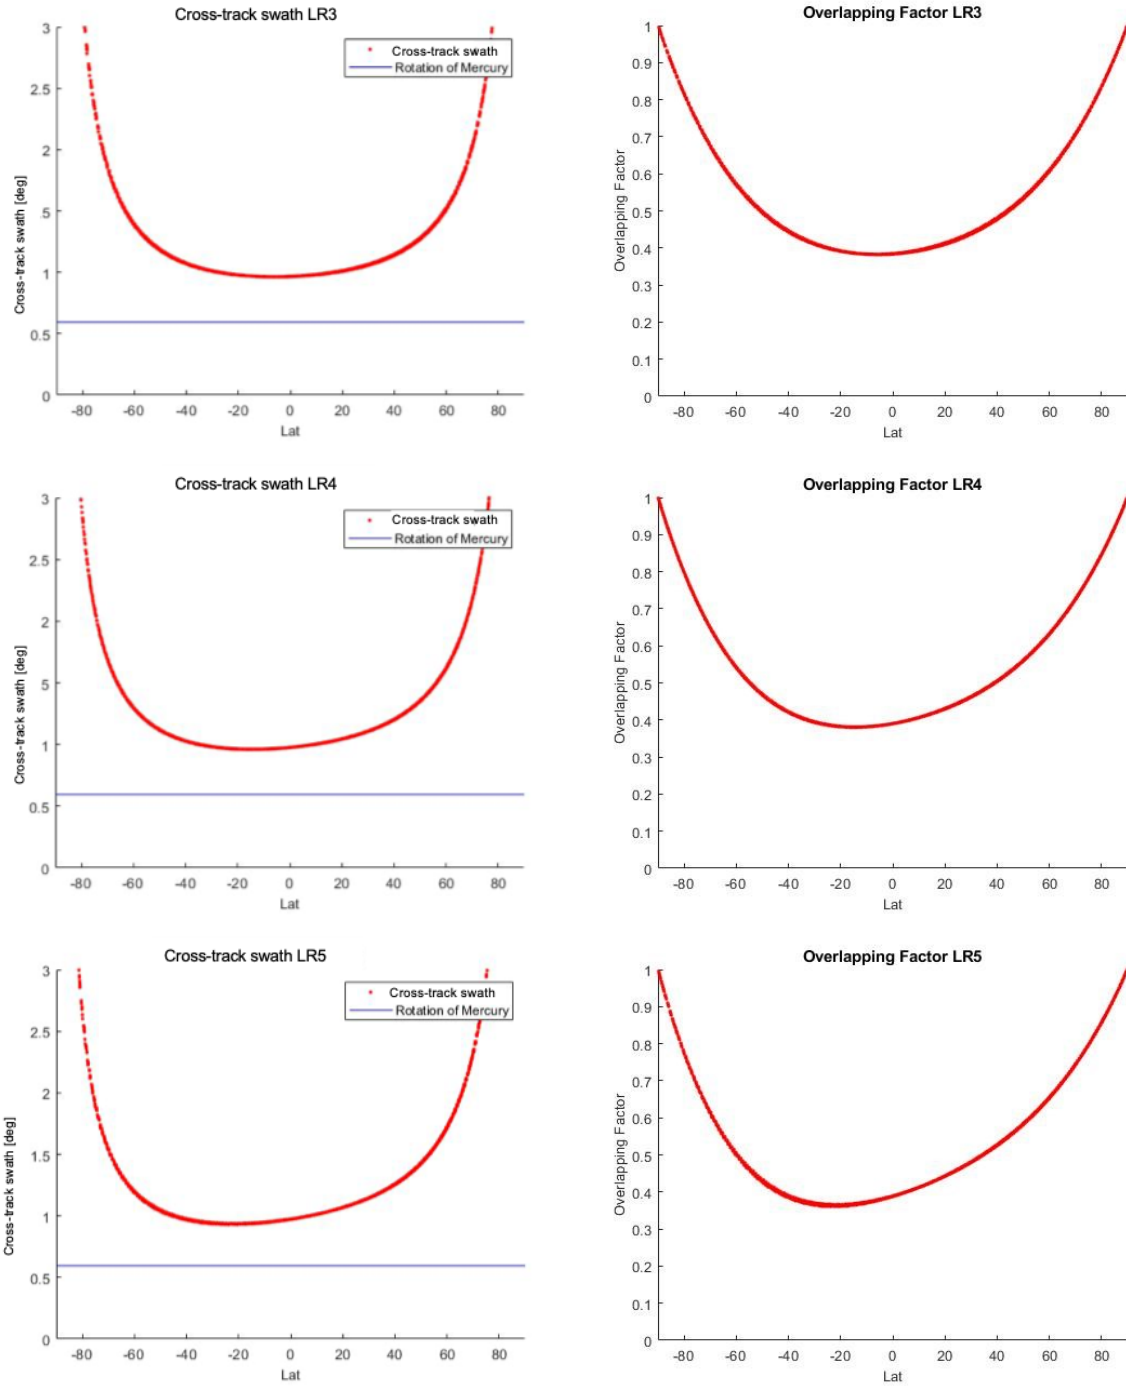 Cross-track swath LR3
3
2.5
2
5
1
0.5
0
Cross-track swath [deg]
Cross-track swath
Rotation of Mercury
-80 -60 -40 -20 0 20 40 60 80
Lat
Overlapping Factor LR3
1
0.9
0.8
0.7
0.6
0.5
0.4
0.3
0.2
0.1
0
Overlapping Factor
-80 -60 -40 -20 0 20 40 60 80
Lat
Cross-track swath LR4
3
2.5
2
5
1
0.5
0
Cross-track swath [deg]
Cross-track swath
Rotation of Mercury
-80 -60 -40 -20 0 20 40 60 80
Lat
Overlapping Factor LR4
1
0.9
0.8
0.7
0.6
0.5
0.4
0.3
0.2
0.1
0
Overlapping Factor
-80 -60 -40 -20 0 20 40 60 80
Lat
Cross-track swath LR5
3
2.5
2
1.5
1
0.5
0
Cross-track swath [deg]
Cross-track swath
Rotation of Mercury
-80 -60 -40 -20 0 20 40 60 80
Lat
Overlapping Factor LR5
1
0.9
0.8
0.7
0.6
0.5
0.4
0.3
0.2
0.1
0
Overlapping Factor
-80 -60 -40 -20 0 20 40 60 80
Lat